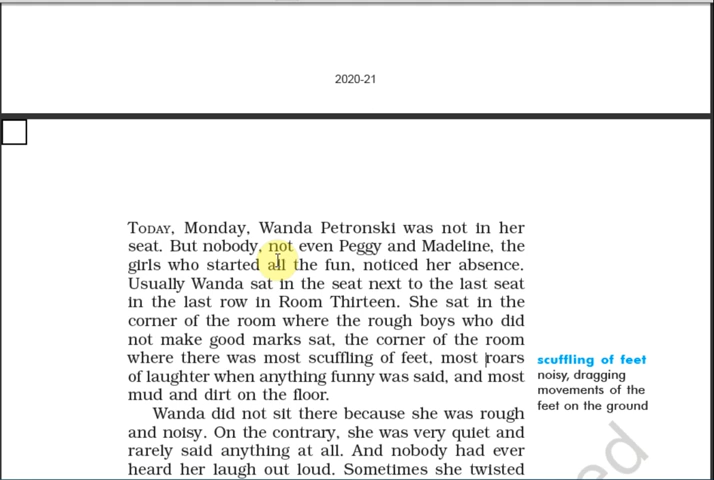 2020-21
TODAY, Monday, Wanda Petronski was not in her
seat. But nobody, not even Peggy and Madeline, the
girls who started all the fun, noticed her absence.
Usually Wanda sat in the seat next to the last seat
in the last row in Room Thirteen. She sat in the
corner of the room where the rough boys who did
not make good marks sat, the corner of the room
where there was most scuffling of feet, most roars
of laughter when anything funny was said, and most
mud and dirt on the floor.
Wanda did not sit there because she was rough
and noisy. On the contrary, she was very quiet and
rarely said anything at all. And nobody had ever
heard her laugh out loud. Sometimes she twisted
scuffling of feet
noisy, dragging
movements of the
feet on the ground